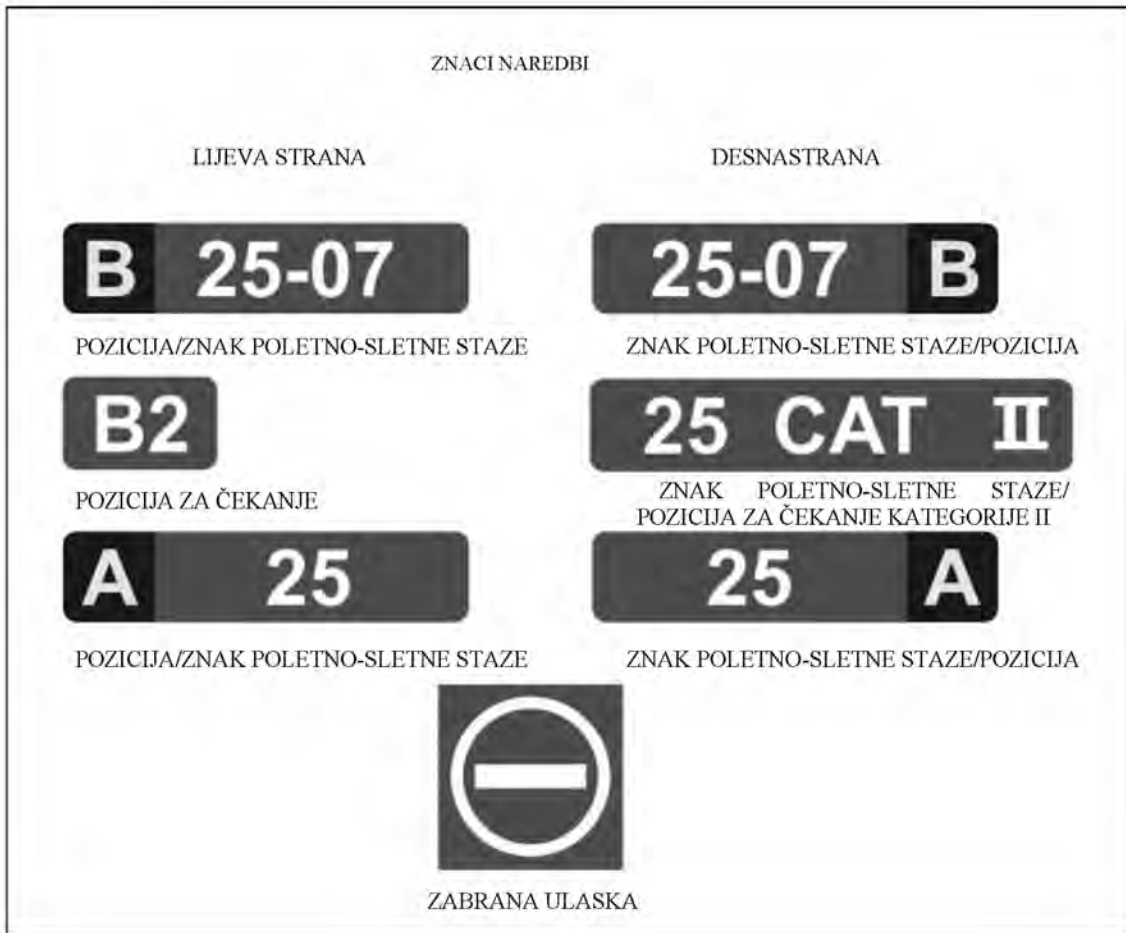 ZNACI NAREDBI
LIJEVA STRANA
DESNASTRANA
B 25-07
25-07 B
POZICIJA/ZNAK POLETNO-SLETNE STAZE
ZNAK POLETNO-SLETNE STAZE/POZICIJA
B2
25 CAT II
POZICIJA ZA ČEKANJE
ZNAK POLETNO-SLETNE STAZE/
POZICIJA ZA ČEKANJE KATEGORIJE II
A 25
25 A
POZICIJA/ZNAK POLETNO-SLETNE STAZE
ZNAK POLETNO-SLETNE STAZE/POZICIJA
ZABRANA ULASKA